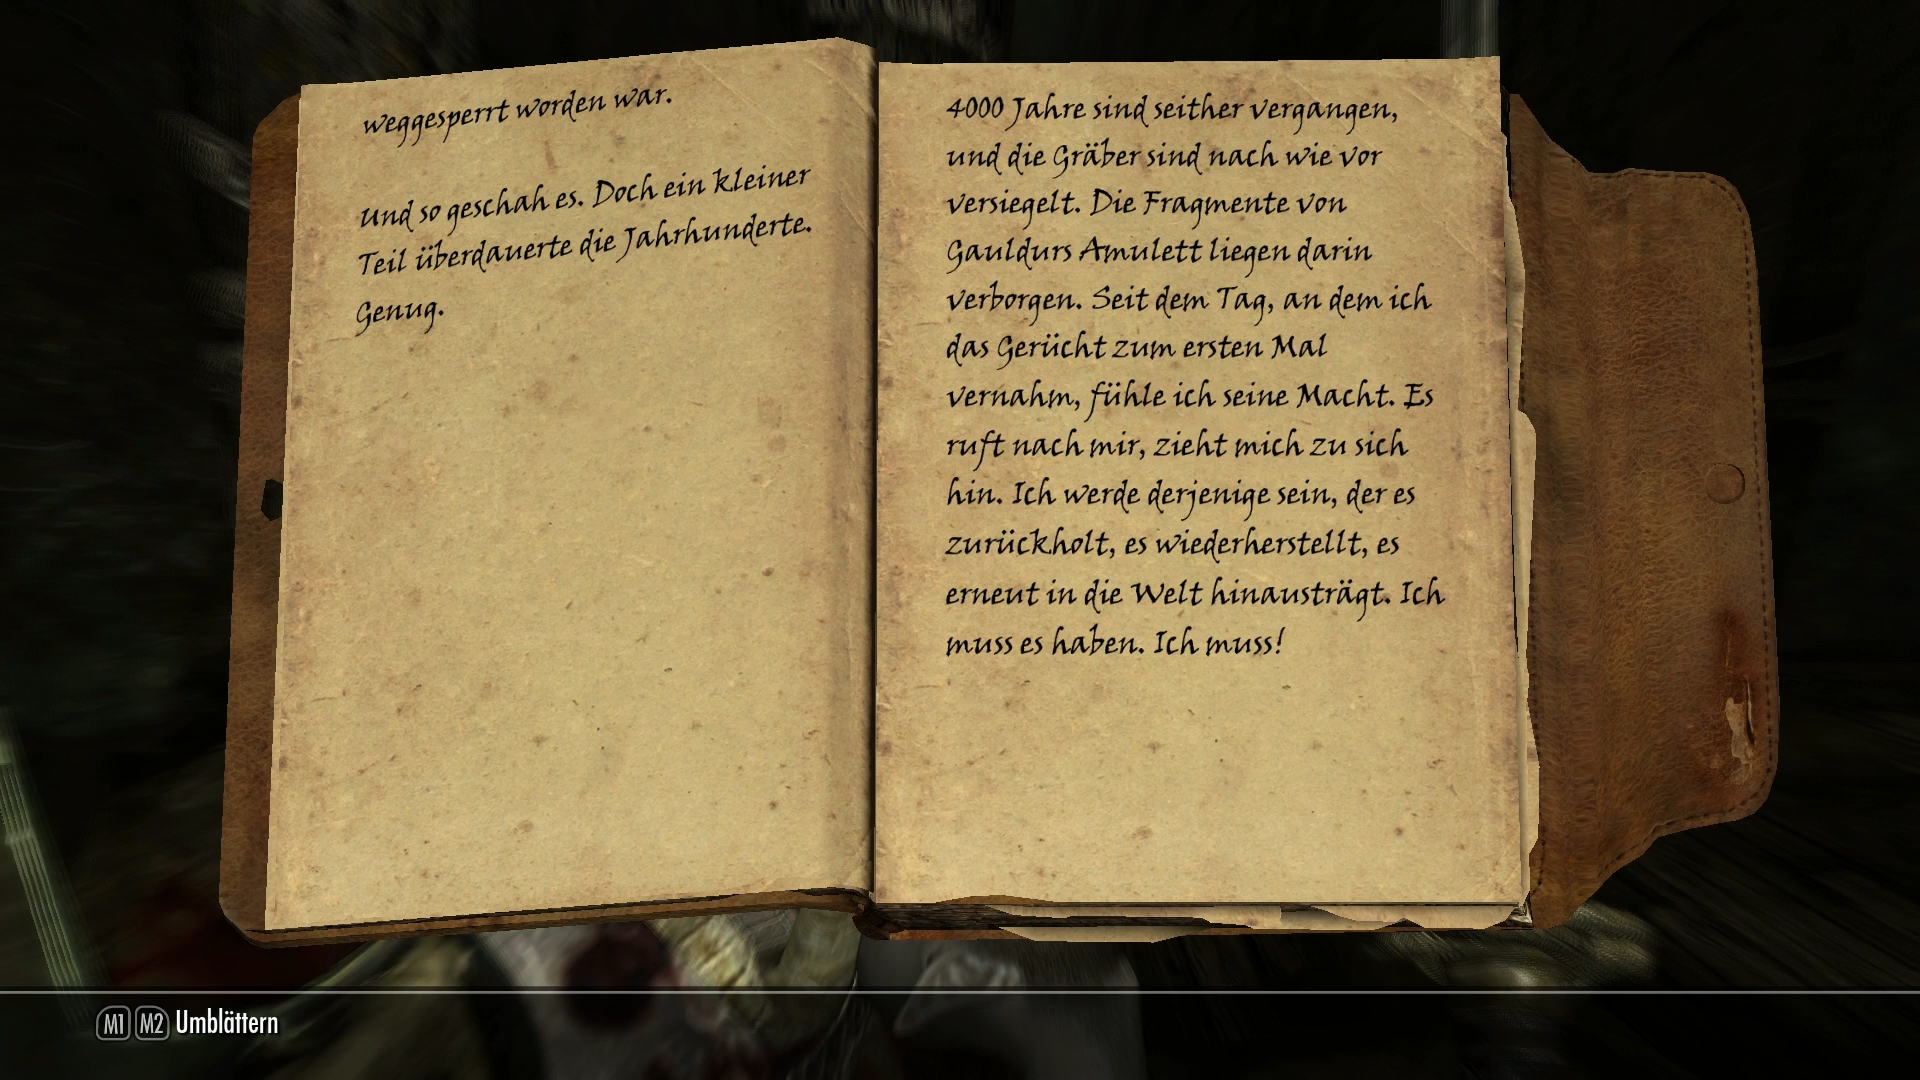 weggesperrt worden war.
Und so geschah es. Doch ein kleiner
Teil überdauerte die Jahrhunderte.
Genug.
4000 Jahre sind seither vergangen,
und die Gräber sind nach wie vor
versiegelt. Die Fragmente von
Gauldurs Amulett liegen darin
verborgen. Seit dem Tag, an dem ich
das Gerücht zum ersten Mal
vernahm, fühle ich seine Macht. Es
ruft nach mir, zieht mich zu sich
hin. Ich werde derjenige sein, der es
zurückholt, es wiederherstellt, es
erneut in die Welt hinausträgt. Ich
muss es haben. Ich muss!
M1 M2 Umblättern